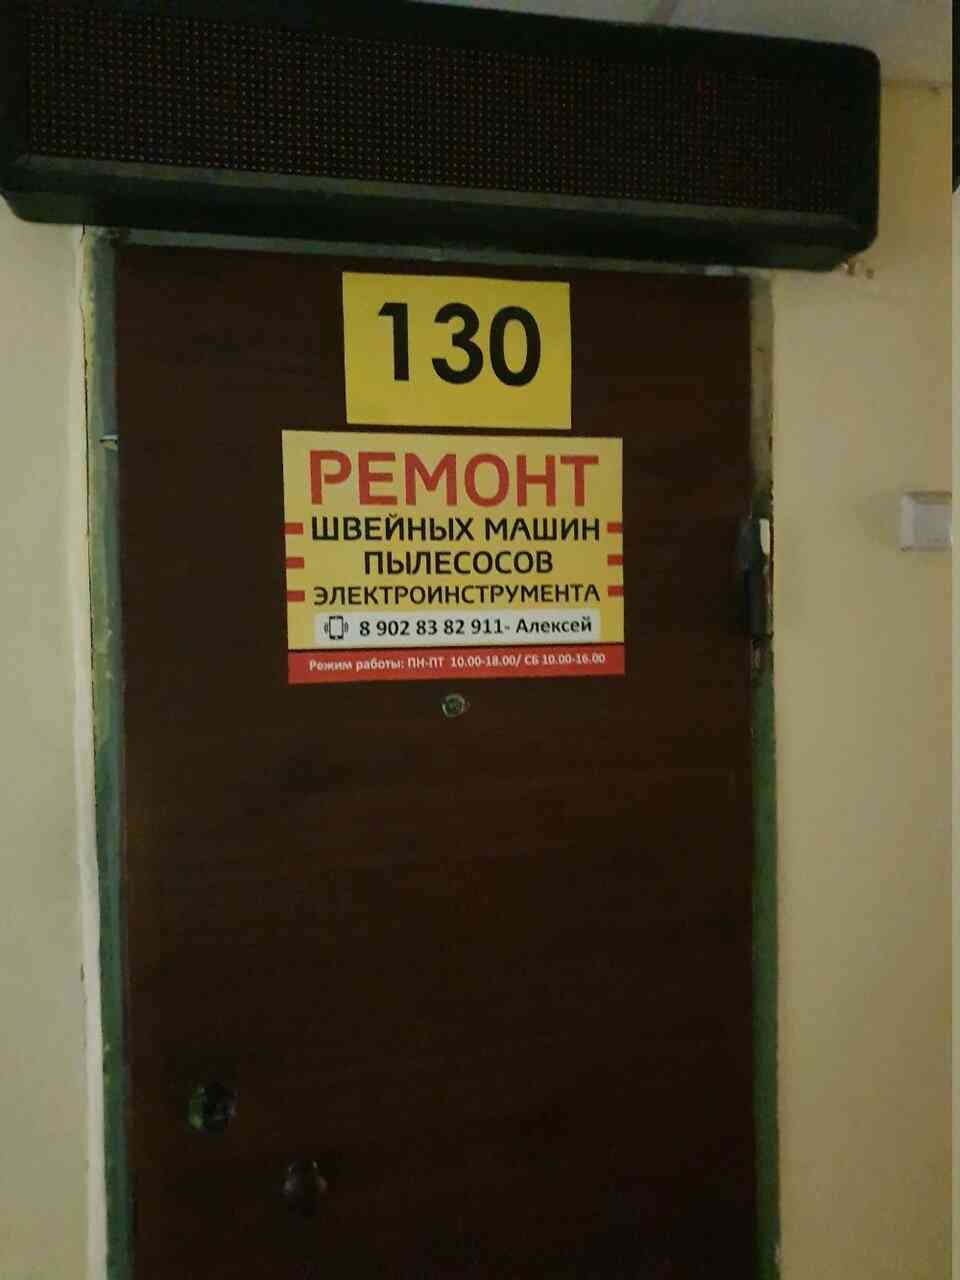 130
РЕМОНТ
ШВЕЙНЫХ МАШИН
ПЫЛЕСОСОВ
ЭЛЕКТРОИНСТРУМЕНТА
8 902 83 82 911- Алексей
Режим работы: ПН-ПТ 10.00-18.00/ СБ 10.00-16.00